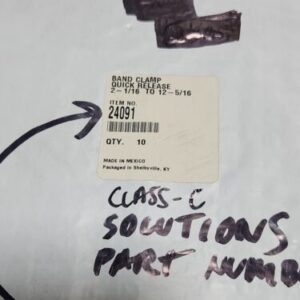 BAND CLAMP
QUICK RELEASE
2-1/16 TO 12-5/16
ITEM NO.
24091
QTY. 10
MADE IN MEXICO
Packaged in Shelbyville, KY
CLASS-C
SOLUTIONS
PART NUMB